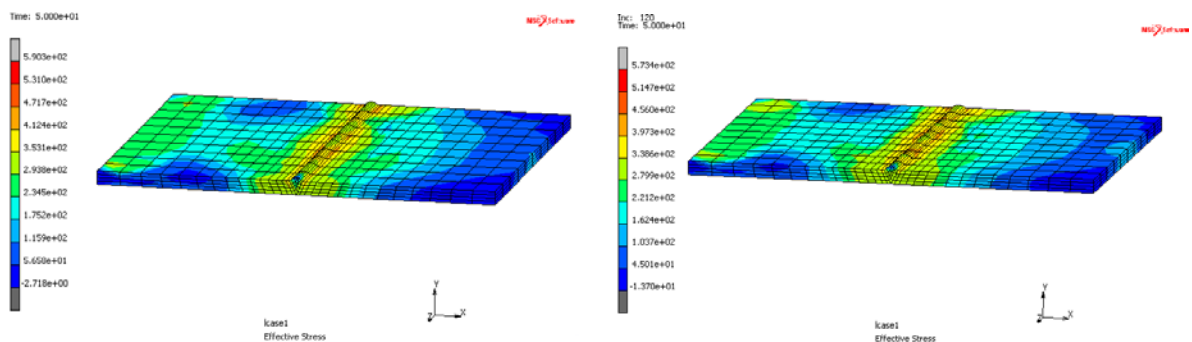 Time: 5.000e+01
MSC Software
5.903e+02
5.310e+02
4.717e+02
4.124e+02
3.531e+02
2.938e+02
2.345e+02
1.752e+02
1.159e+02
5.658e+01
-2.718e+00
Y
Z X
lcase1
Effective Stress
Inc: 120
Time: 5.000e+01
MSC Software
5.734e+02
5.147e+02
4.560e+02
3.973e+02
3.386e+02
2.799e+02
2.212e+02
1.624e+02
1.037e+02
4.501e+01
-1.370e+01
Y
Z X
lcase1
Effective Stress